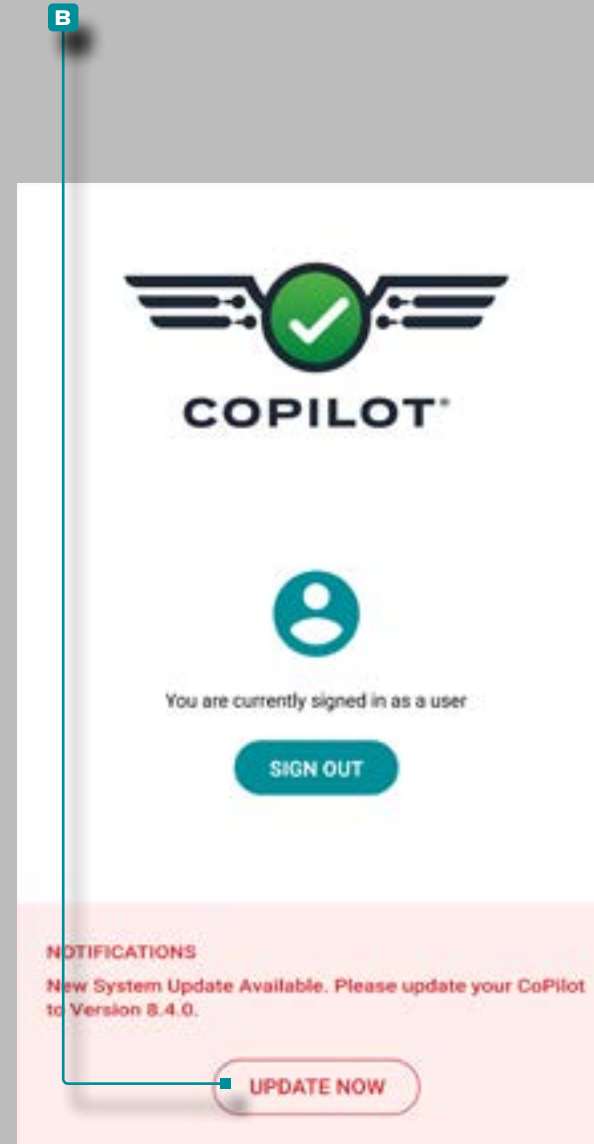 B
COPILOT®
You are currently signed in as a user
SIGN OUT
NOTIFICATIONS
New System Update Available. Please update your CoPilot
to Version 8.4.0.
UPDATE NOW